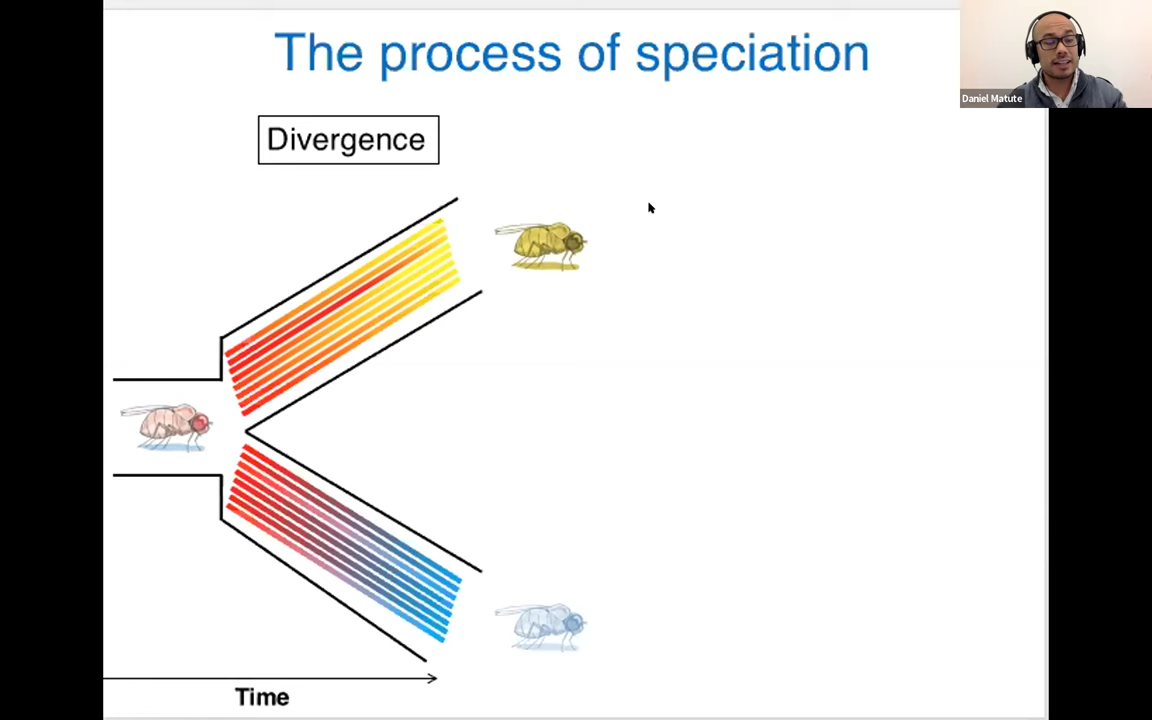 The process of speciation
Daniel Matute
Divergence
Time